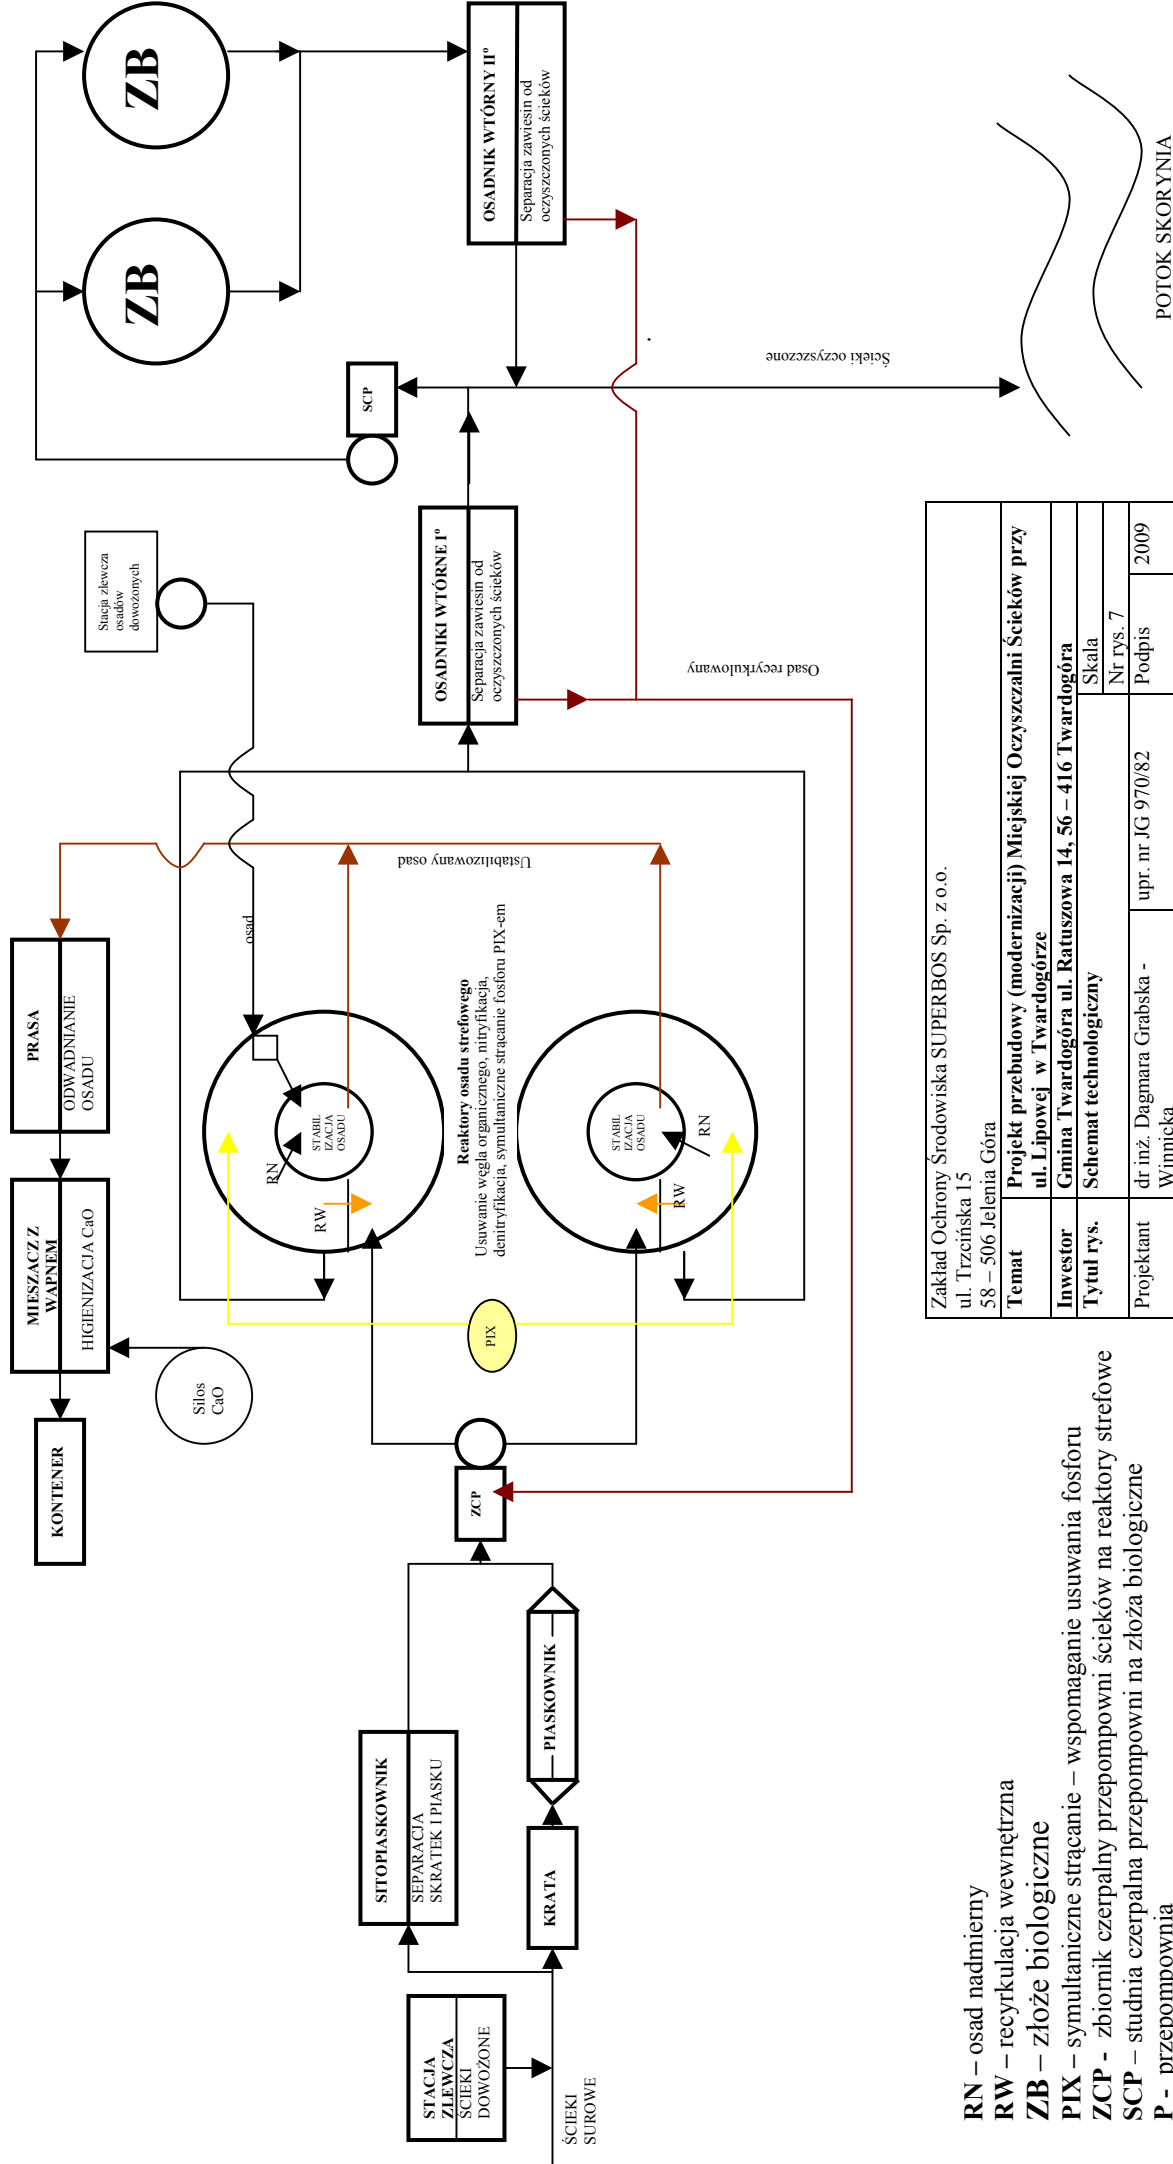 STACJA
ZLEWCZA
ŚCIEKI
DOWOŻONE
ŚCIEKI
SUROWE
SITOPIASKOWNIK
SEPARACJA
SKRATEK I PIASKU
KRATA
PIASKOWNIK
ZCP
KONTENER
MIESZACZ Z
WAPNEM
HIGIENIZACJA CaO
Silos
CaO
PRASA
ODWADNIANIE
OSADU
PIX
RW
RN
STABIL
IZACJA
OSADU
osad
Reaktory osadu strefowego
Usuwanie węgla organicznego, nitryfikacja,
denitryfikacja, symultaniczne strącanie fosforu PIX-em
RW
RN
STABIL
IZACJA
OSADU
Ustabilizowany osad
Stacja zlewcza
osadów
dowożonych
OSADNIKI WTÓRNE I°
Separacja zawiesin od
oczyszczonych ścieków
Osad recyrkulowany
SCP
ZB
ZB
OSADNIK WTÓRNY II°
Separacja zawiesin od
oczyszczonych ścieków
Ścieki oczyszczone
POTOK SKORYNIA
RN – osad nadmierny
RW – recyrkulacja wewnętrzna
ZB – złoże biologiczne
PIX – symultaniczne strącanie – wspomaganie usuwania fosforu
ZCP - zbiornik czerpalny przepompowni ścieków na reaktory strefowe
SCP – studnia czerpalna przepompowni na złoża biologiczne
P - przepompownia
Zakład Ochrony Środowiska SUPERBOS Sp. z o.o.
ul. Trzcińska 15
58 – 506 Jelenia Góra
Temat Projekt przebudowy (modernizacji) Miejskiej Oczyszczalni Ścieków przy
ul. Lipowej w Twardogórze
Inwestor Gmina Twardogóra ul. Ratuszowa 14, 56 – 416 Twardogóra
Tytuł rys. Schemat technologiczny Skala
Nr rys. 7
Projektant dr inż. Dagmara Grabska - upr. nr JG 970/82 Podpis 2009
Winnicka